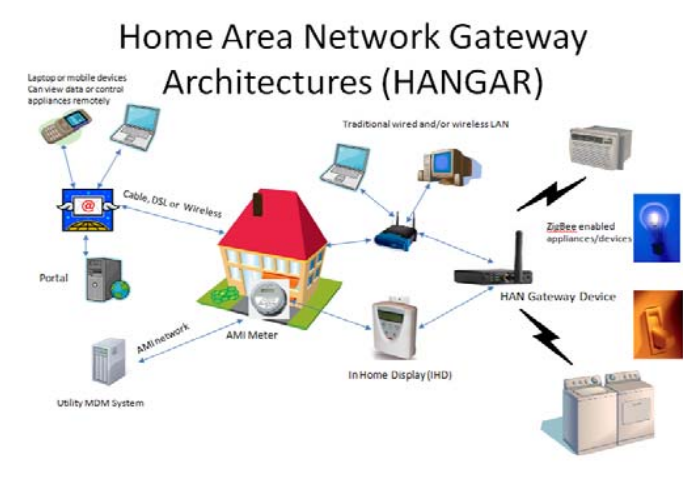 Home Area Network Gateway
Architectures (HANGAR)
Laptop or mobile devices
Can view data or control
appliances remotely
Traditional wired and/or wireless LAN
@
Cable, DSL or Wireless
ZigBee enabled
appliances/devices
Portal
HAN Gateway Device
AMI network
AMI Meter
In Home Display (IHD)
Utility MDM System